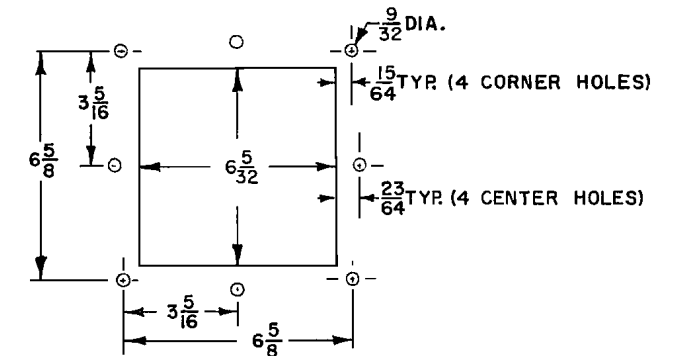 9/32 DIA.
15/64 TYP. (4 CORNER HOLES)
3 5/16
6 5/8
6 5/32
23/64 TYP. (4 CENTER HOLES)
3 5/16
6 5/8